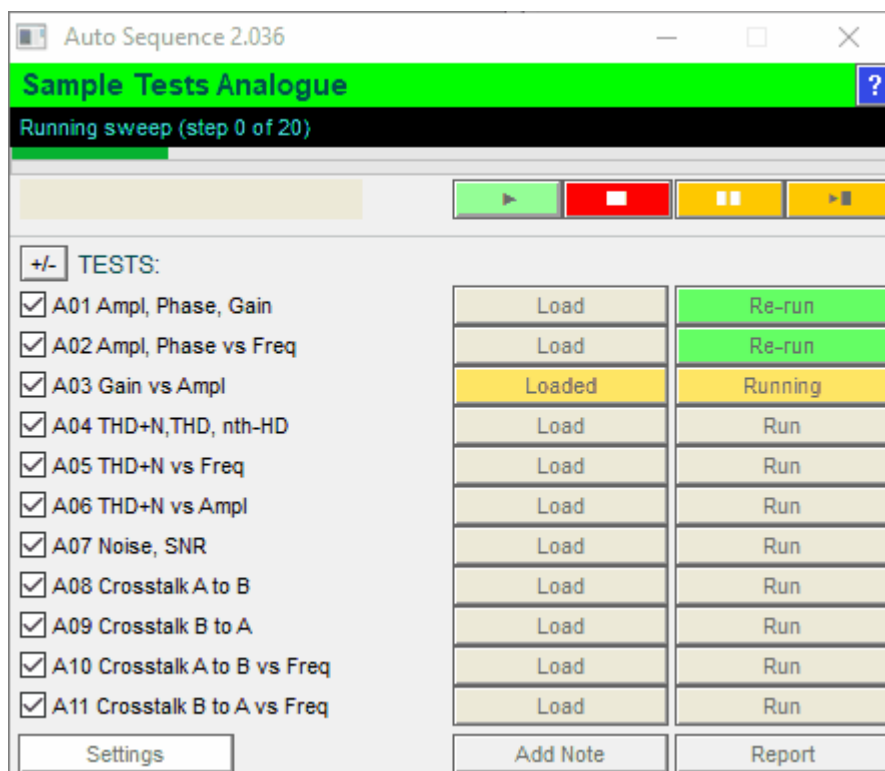 Auto Sequence 2.036
Sample Tests Analogue ?
Running sweep (step 0 of 20)
+/- TESTS:
A01 Ampl, Phase, Gain Load Re-run
A02 Ampl, Phase vs Freq Load Re-run
A03 Gain vs Ampl Loaded Running
A04 THD+N,THD, nth-HD Load Run
A05 THD+N vs Freq Load Run
A06 THD+N vs Ampl Load Run
A07 Noise, SNR Load Run
A08 Crosstalk A to B Load Run
A09 Crosstalk B to A Load Run
A10 Crosstalk A to B vs Freq Load Run
A11 Crosstalk B to A vs Freq Load Run
Settings Add Note Report